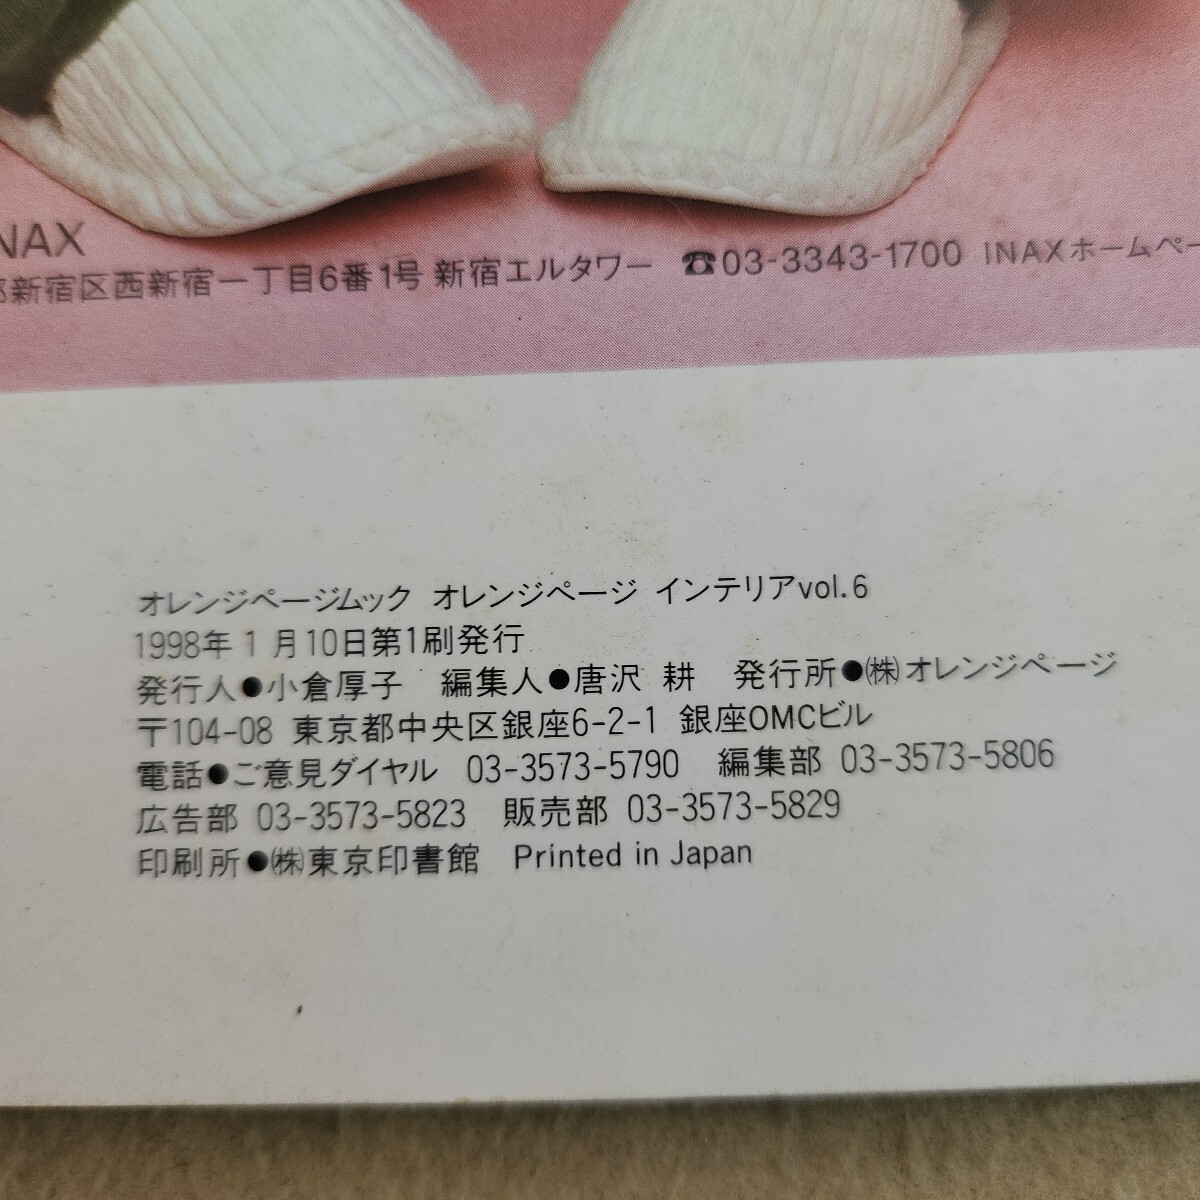 NAX
新宿区西新宿一丁目6番1号 新宿エルタワー ☎03-3343-1700 INAXホームペー
オレンジページムック オレンジページ インテリアvol.6
1998年1月10日第1刷発行
発行人●小倉厚子 編集人●唐沢 耕 発行所●㈱オレンジページ
〒104-08 東京都中央区銀座6-2-1 銀座OMCビル
電話●ご意見ダイヤル 03-3573-5790 編集部 03-3573-5806
広告部 03-3573-5823 販売部 03-3573-5829
印刷所●㈱東京印書館 Printed in Japan